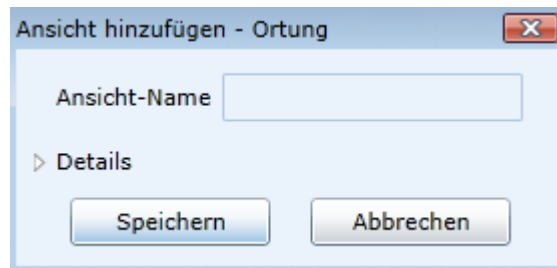 Ansicht hinzufügen - Ortung
Ansicht-Name
Details
Speichern Abbrechen